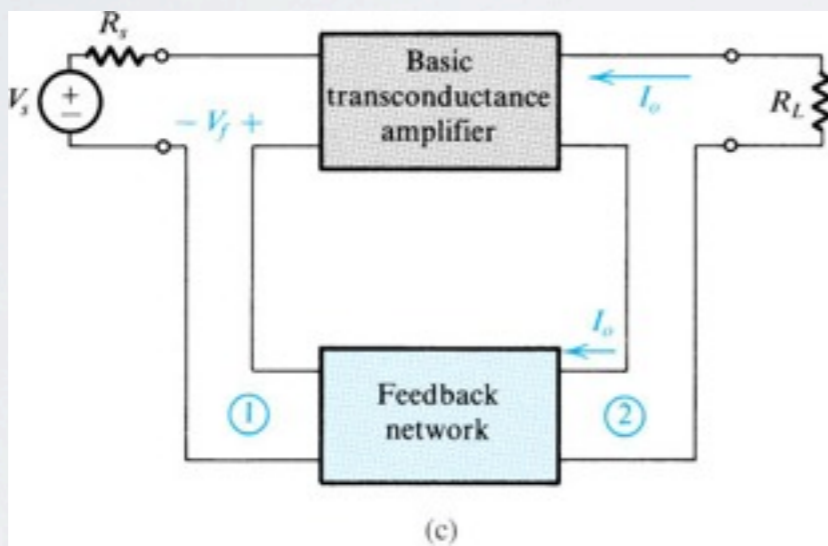 R_s
V_s
+
−
− V_f +
Basic
transconductance
amplifier
I_o
R_L
I_o
1
Feedback
network
2
(c)